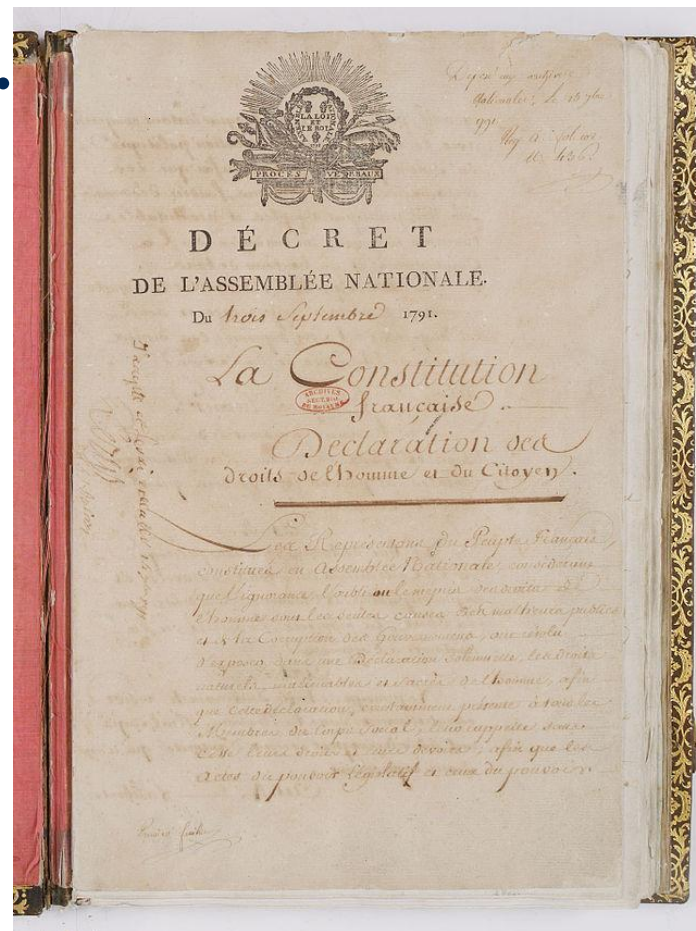 LA LOI
ET
LE ROI
PROCÈS VERBAUX
DÉCRET
DE L'ASSEMBLÉE NATIONALE.
Du trois Septembre 1791.
La Constitution
française
ARCHIVES
DU ROYAUME
Déclaration des
droits de l'homme et du Citoyen.
Les Représentans du Peuple Français,
constitués en Assemblée Nationale, considérant
que l'ignorance, l'oubli ou le mépris des droits de
l'homme sont les seules causes des malheurs publics
et de la Corruption des Gouvernemens, ont résolu
d'exposer, dans une Déclaration solemnelle, les droits
naturels, inaliénables et sacrés de l'homme, afin
que cette déclaration, constamment présente à tous les
Membres du Corps Social, leur rappelle sans
cesse leurs droits et leurs devoirs; afin que les
Actes du pouvoir législatif et ceux du pouvoir